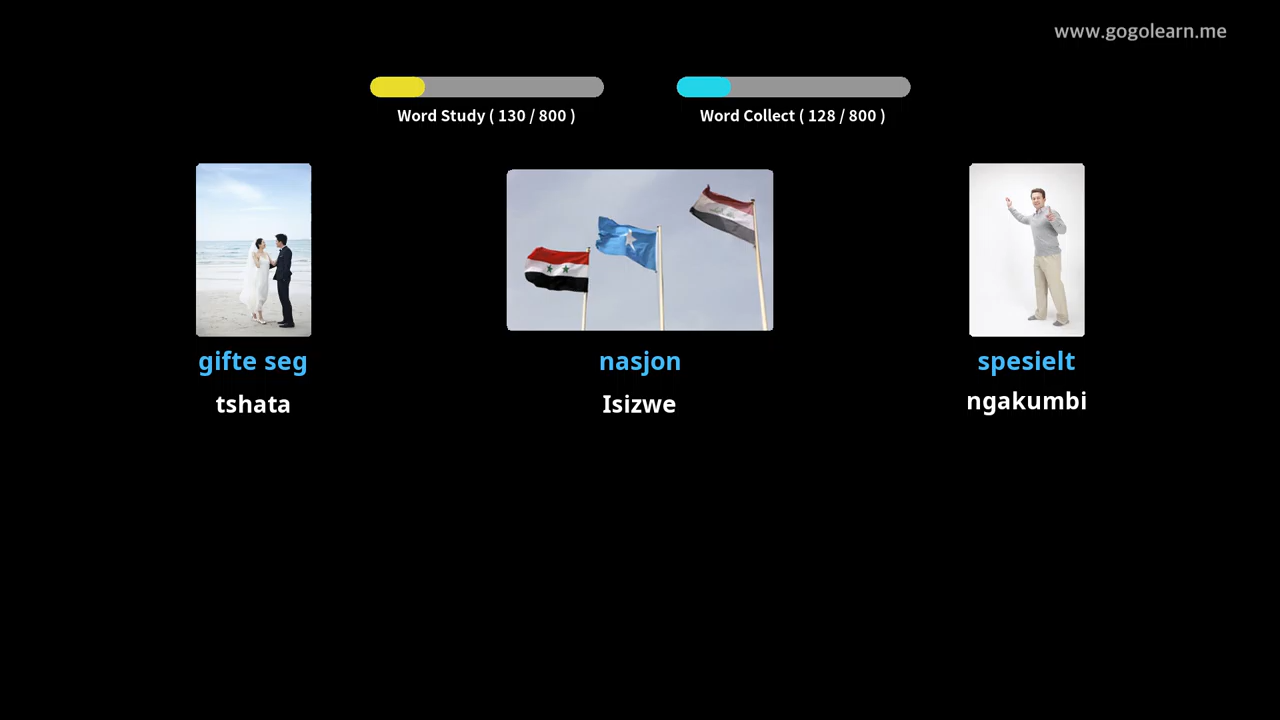 www.gogolearn.me
Word Study ( 130 / 800 )
Word Collect ( 128 / 800 )
gifte seg
nasjon
spesielt
tshata
Isizwe
ngakumbi